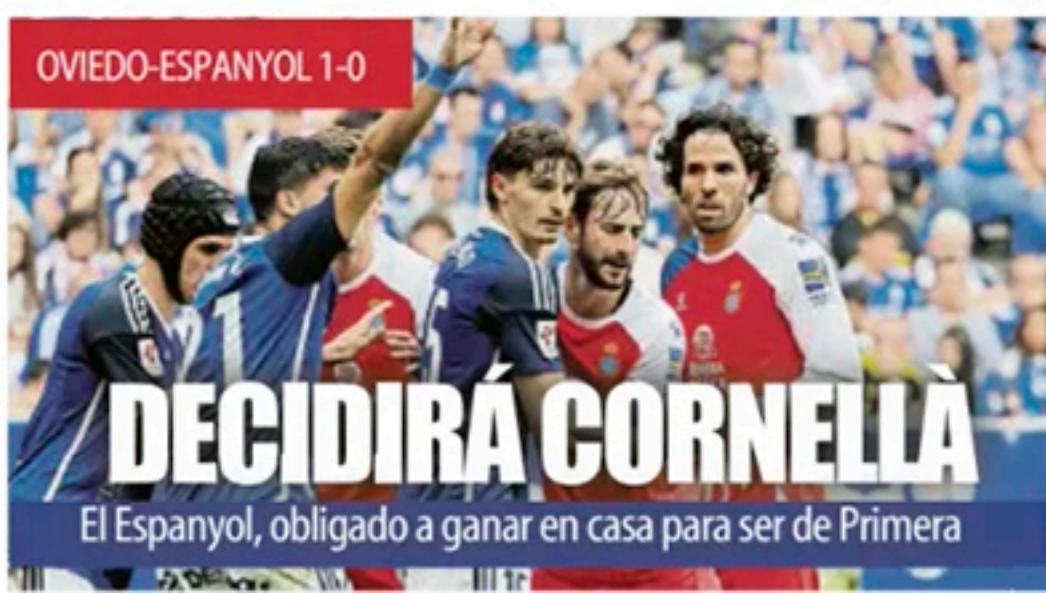 OVIEDO-ESPANYOL 1-0
DECIDIRÁ CORNELLÀ
El Espanyol, obligado a ganar en casa para ser de Primera